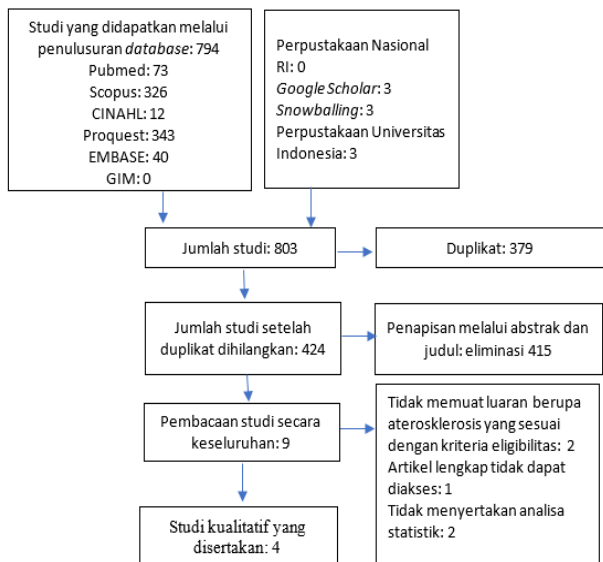 Studi yang didapatkan melalui
penulusuran database: 794
Pubmed: 73
Scopus: 326
CINAHL: 12
Proquest: 343
EMBASE: 40
GIM: 0
Perpustakaan Nasional
RI: 0
Google Scholar: 3
Snowballing: 3
Perpustakaan Universitas
Indonesia: 3
Jumlah studi: 803
Duplikat: 379
Jumlah studi setelah
duplikat dihilangkan: 424
Penapisan melalui abstrak dan
judul: eliminasi 415
Pembacaan studi secara
keseluruhan: 9
Tidak memuat luaran berupa
aterosklerosis yang sesuai
dengan kriteria eligibilitas: 2
Artikel lengkap tidak dapat
diakses: 1
Tidak menyertakan analisa
statistik: 2
Studi kualitatif yang
disertakan: 4